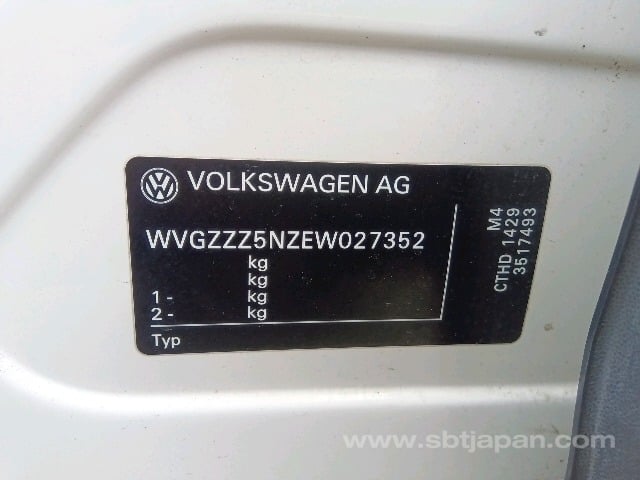 VOLKSWAGEN AG
WVGZZZ5NZEW027352
kg
kg
1 - kg
2 - kg
Typ
M4
CTHD 1429
3517493
www.sbtjapan.com